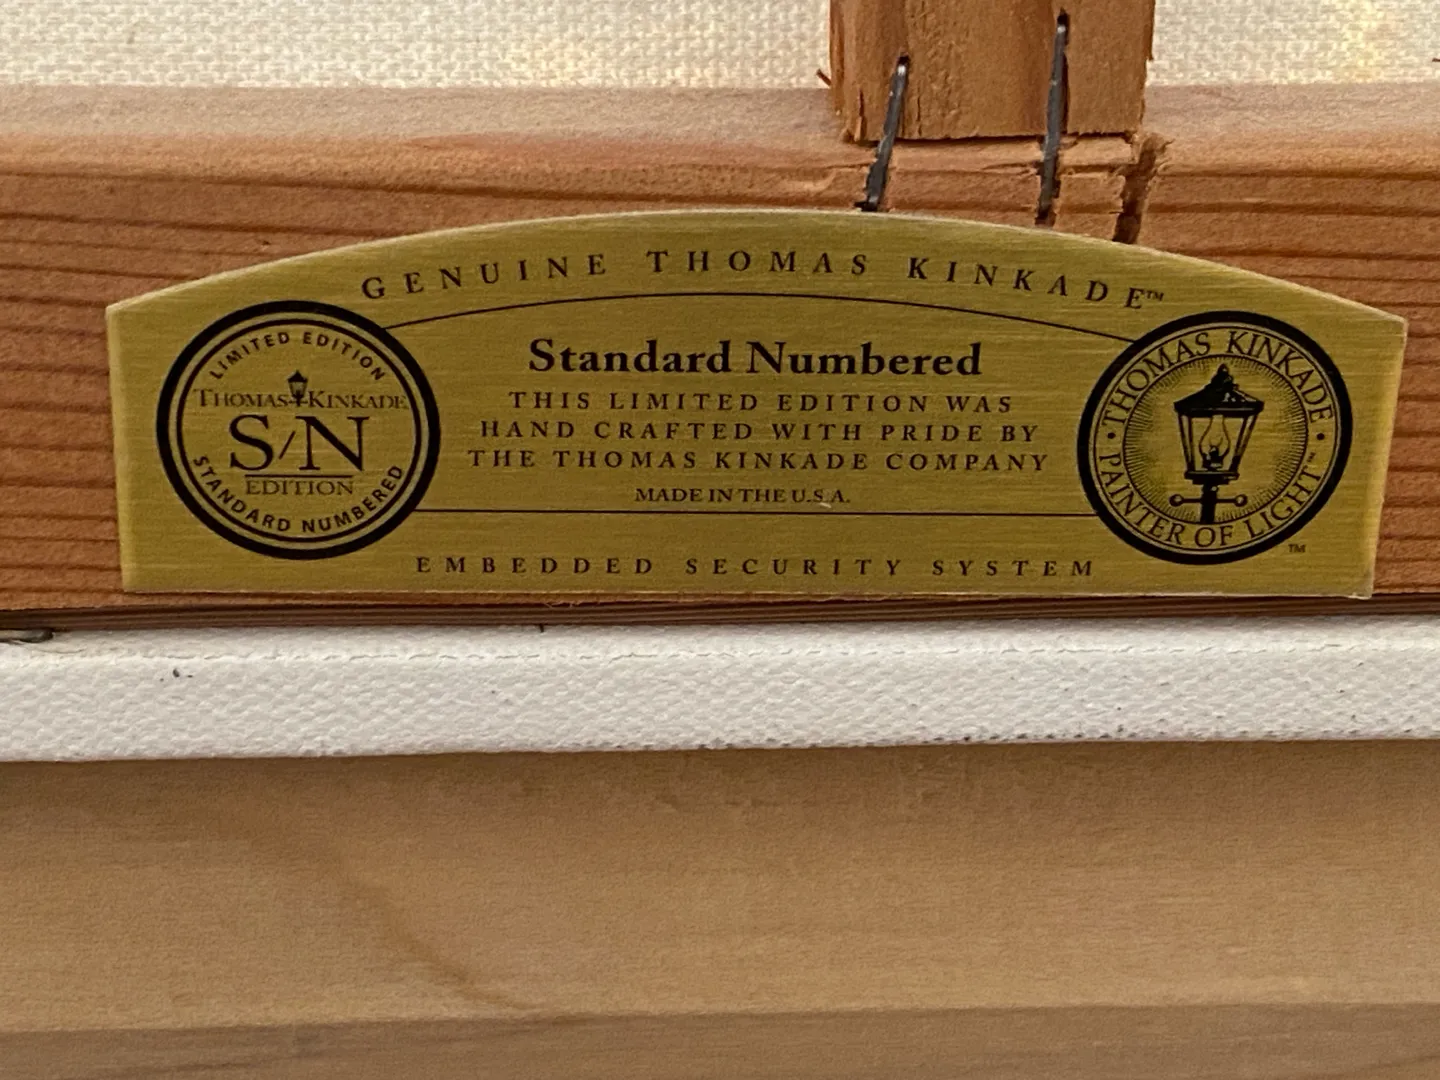 GENUINE THOMAS KINKADE™
LIMITED EDITION
THOMAS KINKADE
S/N
EDITION
STANDARD NUMBERED
Standard Numbered
THIS LIMITED EDITION WAS
HAND CRAFTED WITH PRIDE BY
THE THOMAS KINKADE COMPANY
MADE IN THE U.S.A.
• THOMAS KINKADE •
PAINTER OF LIGHT™
TM
EMBEDDED SECURITY SYSTEM